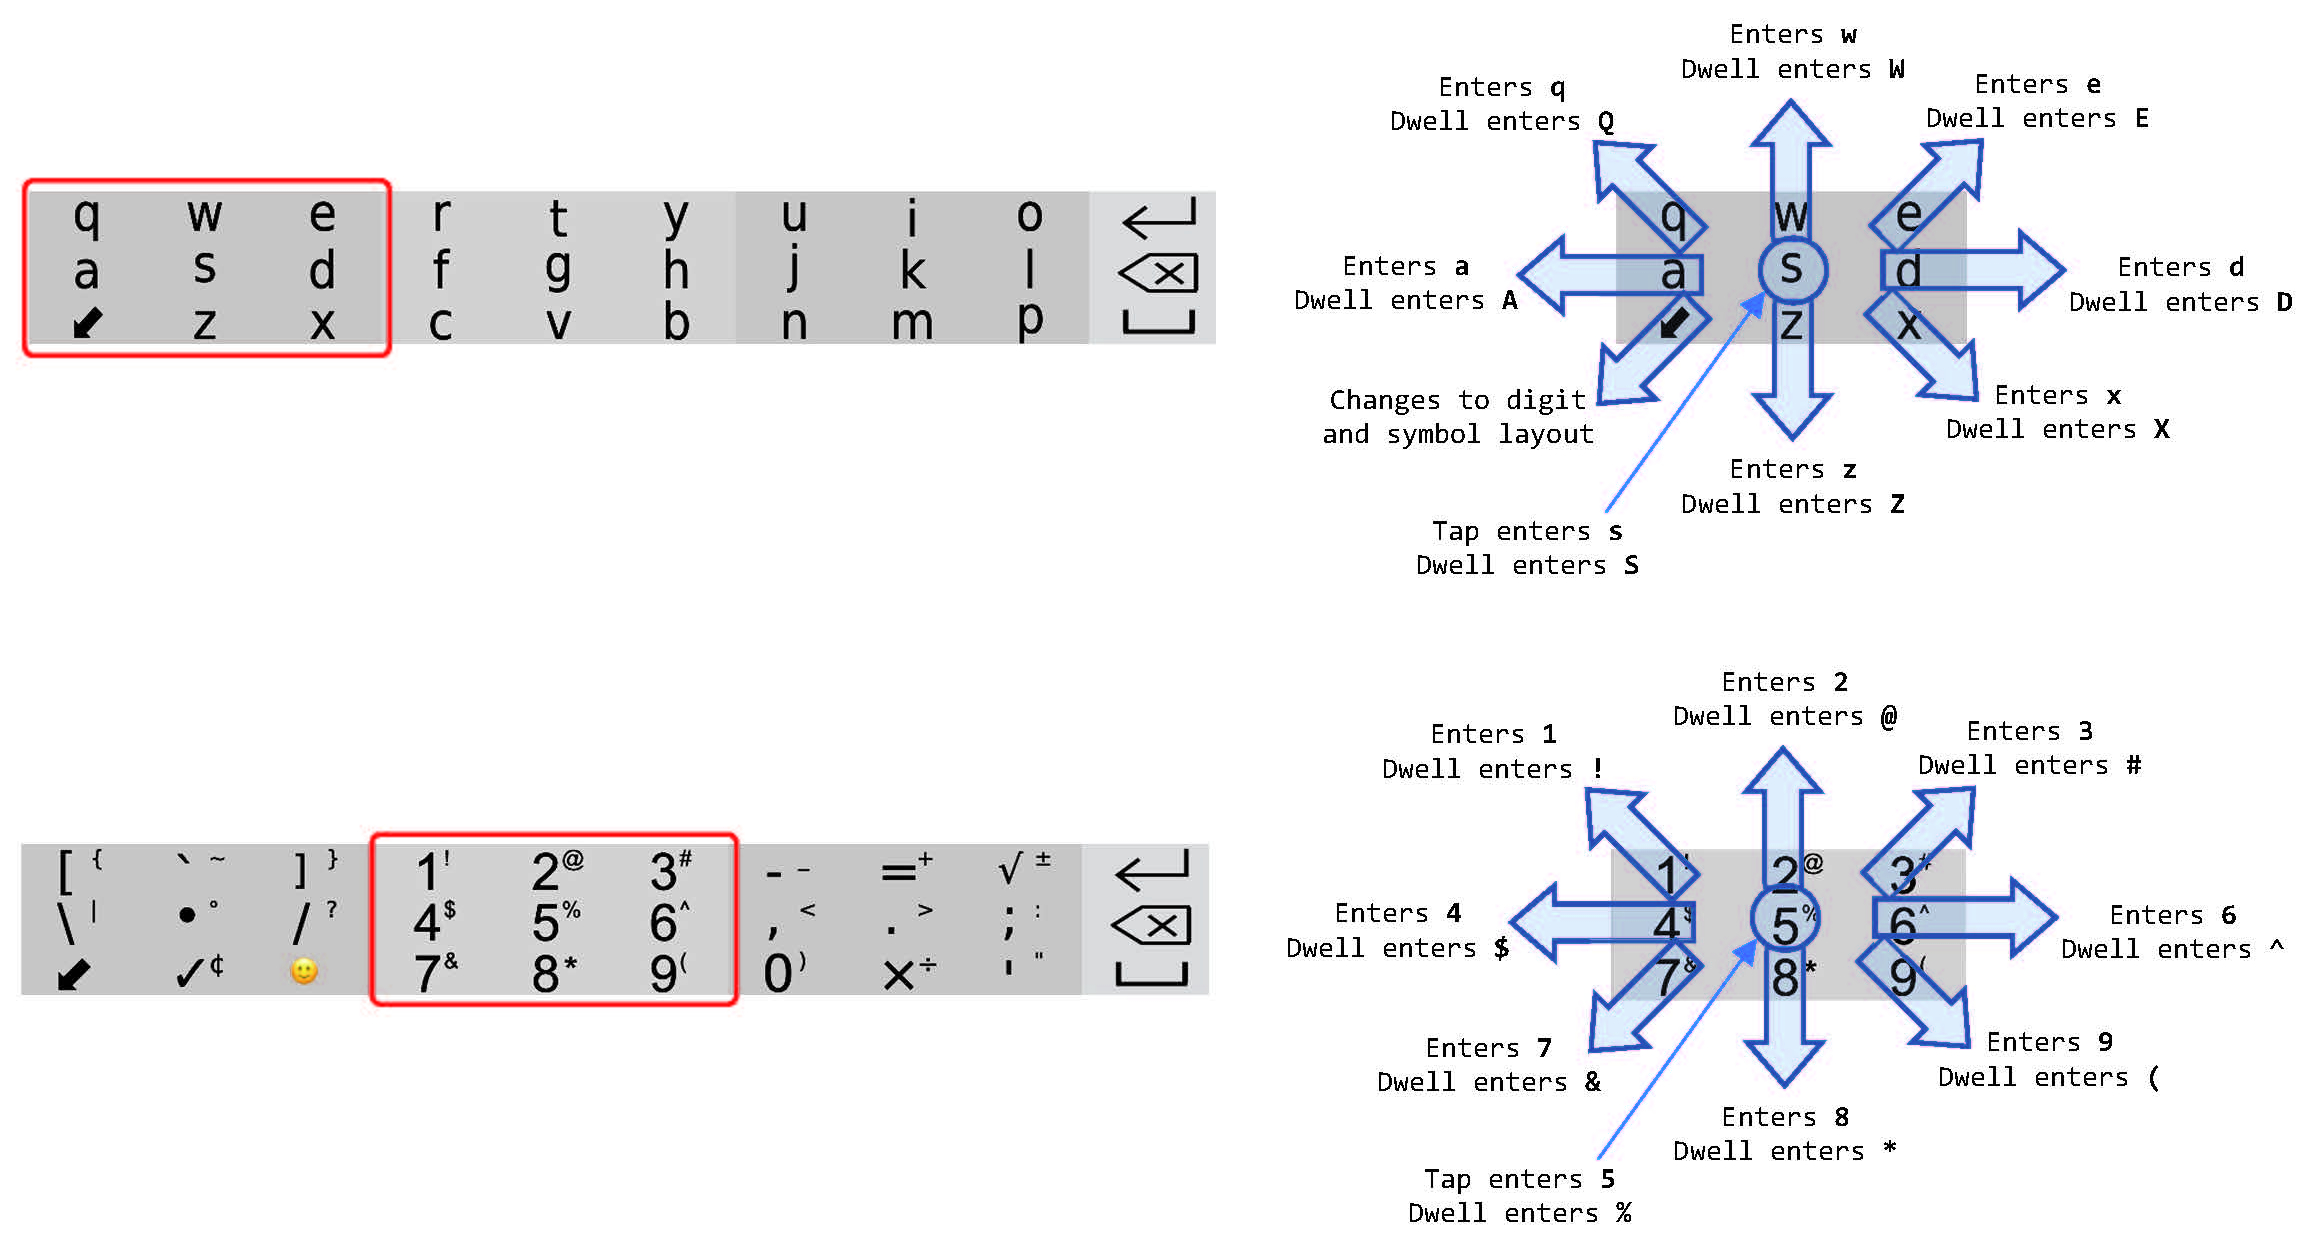 q w e r t y u i o
a s d f g h j k l
z x c v b n m p
Enters w
Dwell enters W
Enters q
Dwell enters Q
Enters e
Dwell enters E
q w e
Enters a
Dwell enters A
a s d
Enters d
Dwell enters D
z x
Changes to digit
and symbol layout
Enters x
Dwell enters X
Enters z
Dwell enters Z
Tap enters s
Dwell enters S
[ { ` ~ ] } 1 ! 2 @ 3 # - – = + √ ±
\ | • ° / ? 4 $ 5 % 6 ^ , < . > ; :
✓ ¢ 🙂 7 & 8 * 9 ( 0 ) × ÷ ' "
Enters 2
Dwell enters @
Enters 1
Dwell enters !
Enters 3
Dwell enters #
1 ! 2 @ 3 #
Enters 4
Dwell enters $
4 $ 5 % 6 ^
Enters 6
Dwell enters ^
7 & 8 * 9 (
Enters 7
Dwell enters &
Enters 9
Dwell enters (
Enters 8
Dwell enters *
Tap enters 5
Dwell enters %